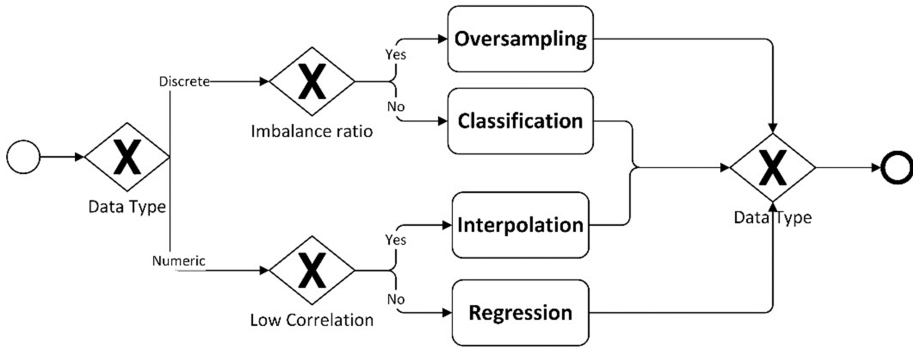 Oversampling
Yes
Discrete
X
No
Imbalance ratio
Classification
X
Data Type
X
Data Type
Interpolation
Yes
Numeric
X
No
Low Correlation
Regression